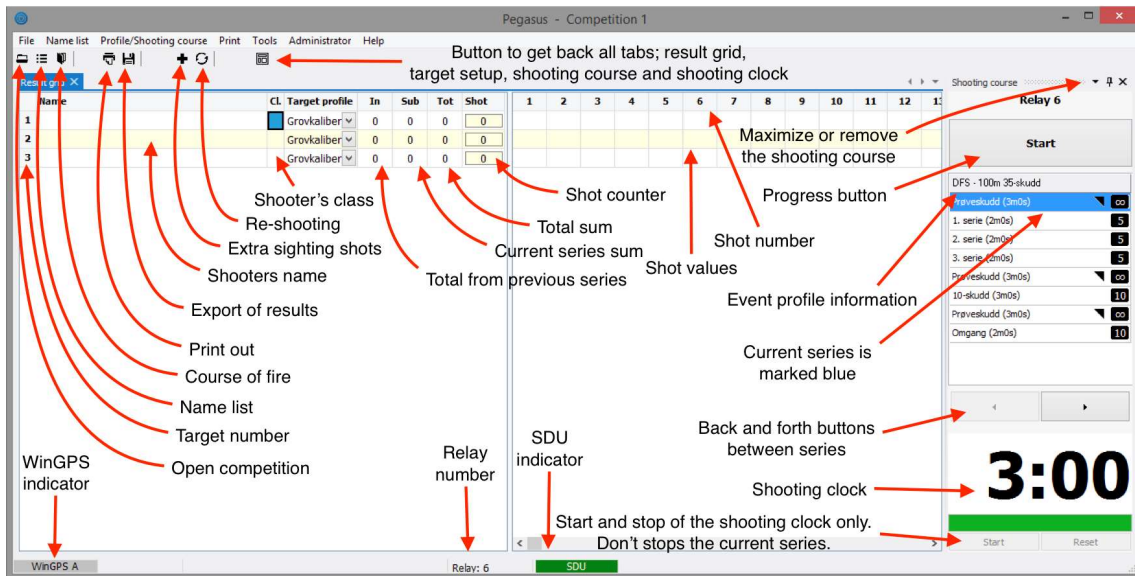 Pegasus - Competition 1
File Name list Profile/Shooting course Print Tools Administrator Help
Button to get back all tabs; result grid,
target setup, shooting course and shooting clock
Result grid
Shooting course
Name Cl. Target profile In Sub Tot Shot 1 2 3 4 5 6 7 8 9 10 11 12 13
Relay 6
1 Grovkaliber 0 0 0 0
2 Grovkaliber 0 0 0 0
3 Grovkaliber 0 0 0 0
Maximize or remove
the shooting course
Start
Progress button
Shooter's class
Shot counter
DFS - 100m 35-skudd
Re-shooting
Total sum
Prøveskudd (3m0s) ∞
Extra sighting shots
Current series sum
Shot number
1. serie (2m0s) 5
2. serie (2m0s) 5
3. serie (2m0s) 5
Shooters name
Total from previous series
Shot values
Prøveskudd (3m0s) ∞
Export of results
Event profile information
10-skudd (3m0s) 10
Prøveskudd (3m0s) ∞
Omgang (2m0s) 10
Print out
Current series is
marked blue
Course of fire
Name list
Target number
Back and forth buttons
between series
Open competition
WinGPS
indicator
Relay
number
SDU
indicator
Shooting clock
3:00
Start and stop of the shooting clock only.
Don't stops the current series.
Start Reset
WinGPS A Relay: 6 SDU